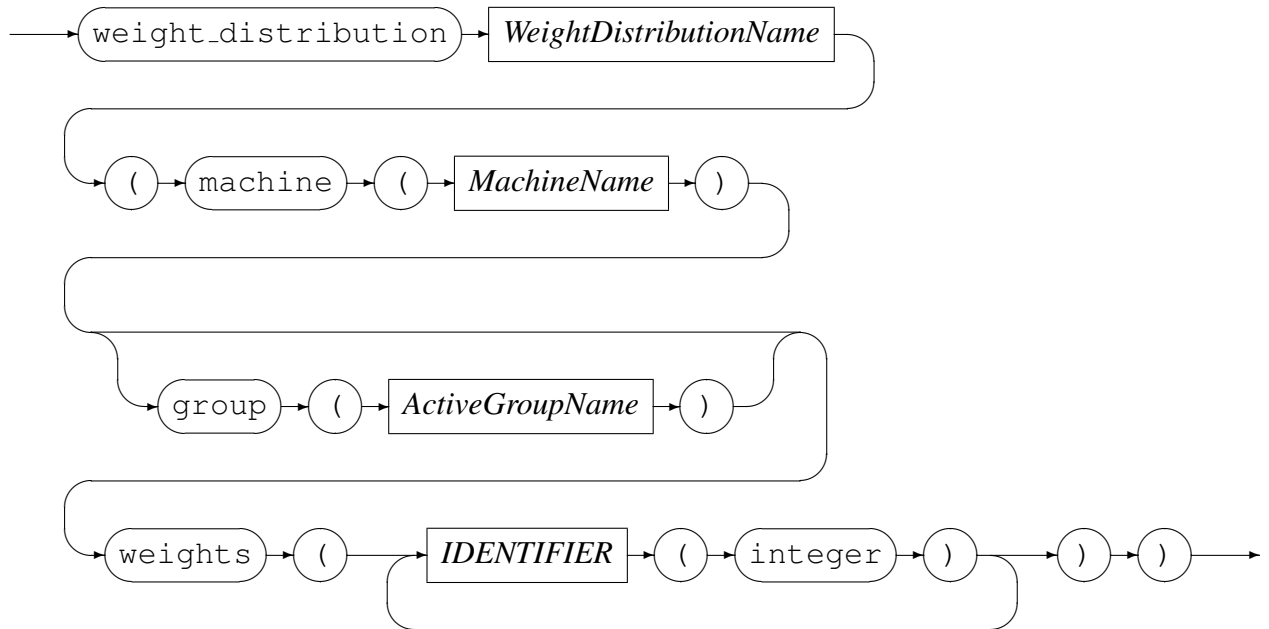 weight_distribution WeightDistributionName
( machine ( MachineName )
group ( ActiveGroupName )
weights ( IDENTIFIER ( integer ) ) )